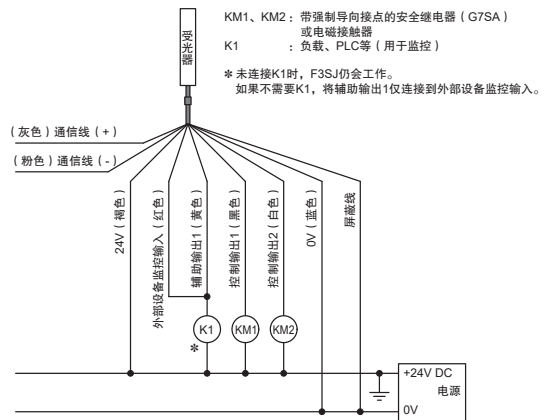 KM1、KM2：带强制导向接点的安全继电器（G7SA）
或电磁接触器
K1：负载、PLC等（用于监控）
＊未连接K1时，F3SJ仍会工作。
如果不需要K1，将辅助输出1仅连接到外部设备监控输入。
受光器
（灰色）通信线（+）
（粉色）通信线（-）
24V（褐色）
外部设备监控输入（红色）
辅助输出1（黄色）
控制输出1（黑色）
控制输出2（白色）
0V（蓝色）
屏蔽线
K1
KM1
KM2
＊
+24V DC
电源
0V